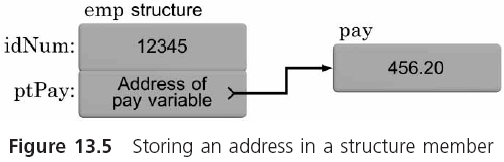 emp structure
pay
idNum: 12345
456.20
ptPay: Address of
pay variable
Figure 13.5 Storing an address in a structure member